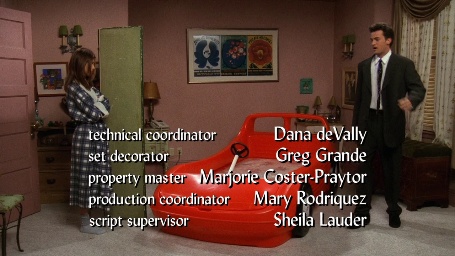 technical coordinator Dana deVally
set decorator Greg Grande
property master Marjorie Coster-Praytor
production coordinator Mary Rodriquez
script supervisor Sheila Lauder